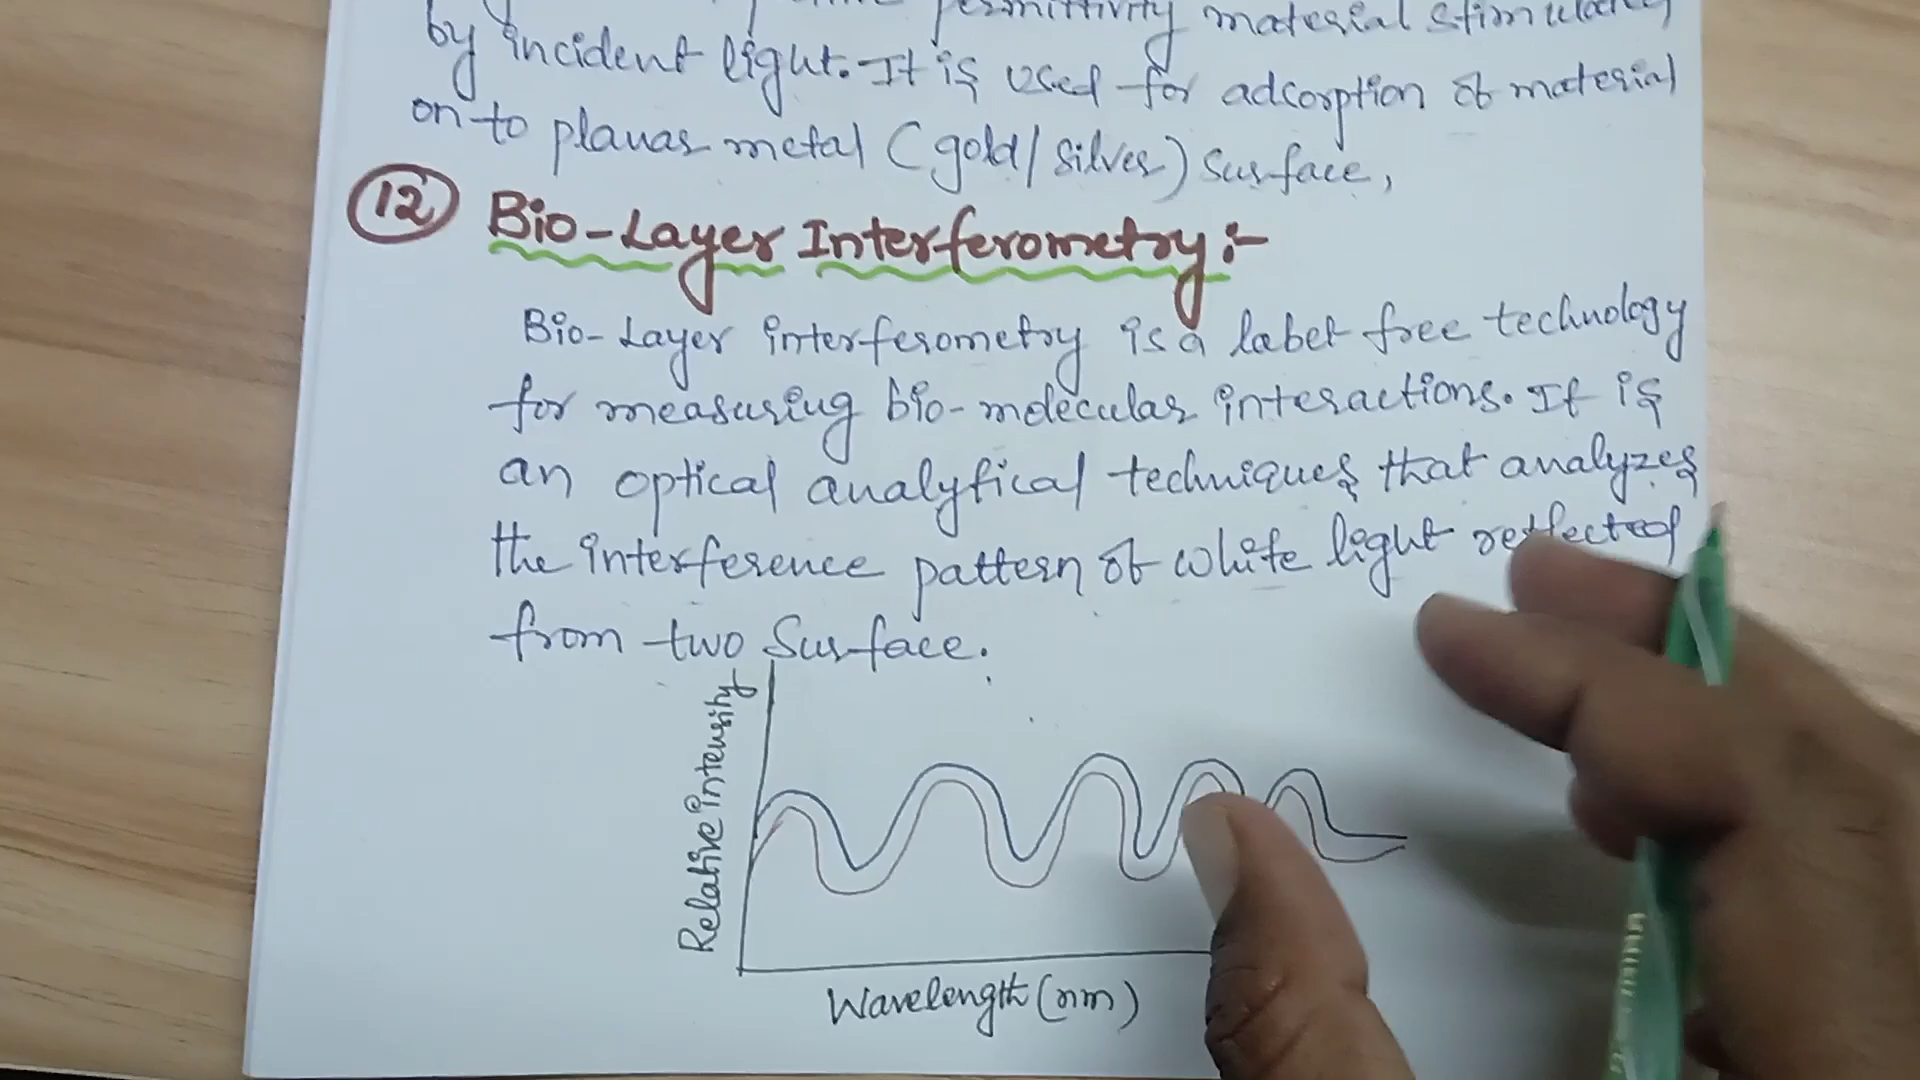 permittivity material
by incident light. It is used for adsorption of material
on to planar metal (gold/silver) surface,
12 Bio-Layer Interferometry:-
Bio-Layer interferometry is a label free technology
for measuring bio-molecular interactions. It is
an optical analytical techniques that analyzes
the interference pattern of white light reflected
from two surface.
Relative intensity
Wavelength (nm)